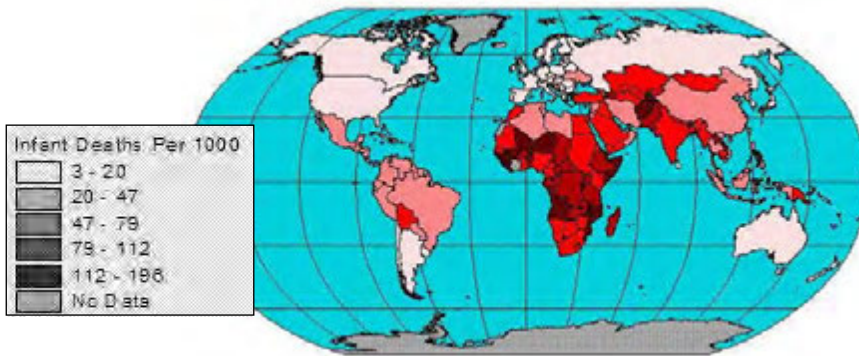 Infant Deaths Per 1000
3 - 20
20 - 47
47 - 79
79 - 112
112 - 196
No Data